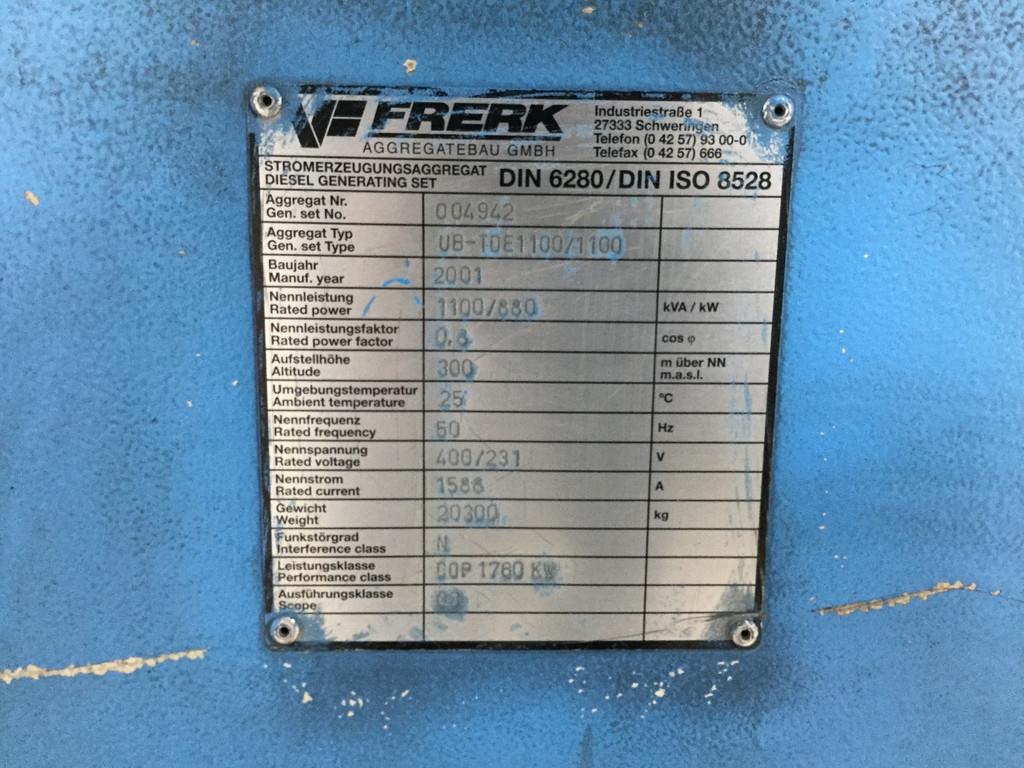 FRERK
AGGREGATEBAU GMBH
Industriestraße 1
27333 Schweringen
Telefon (0 42 57) 93 00-0
Telefax (0 42 57) 666
STROMERZEUGUNGSAGGREGAT
DIESEL GENERATING SET
DIN 6280/DIN ISO 8528
Aggregat Nr.
Gen. set No.
004942
Aggregat Typ
Gen. set Type
UB-TDE1100/1100
Baujahr
Manuf. year
2001
Nennleistung
Rated power
1100/880
kVA / kW
Nennleistungsfaktor
Rated power factor
0,8
cos φ
Aufstellhöhe
Altitude
300
m über NN
m.a.s.l.
Umgebungstemperatur
Ambient temperature
25
°C
Nennfrequenz
Rated frequency
50
Hz
Nennspannung
Rated voltage
400/231
V
Nennstrom
Rated current
1588
A
Gewicht
Weight
20300
kg
Funkstörgrad
Interference class
N
Leistungsklasse
Performance class
COP 1760 KW
Ausführungsklasse
Scope